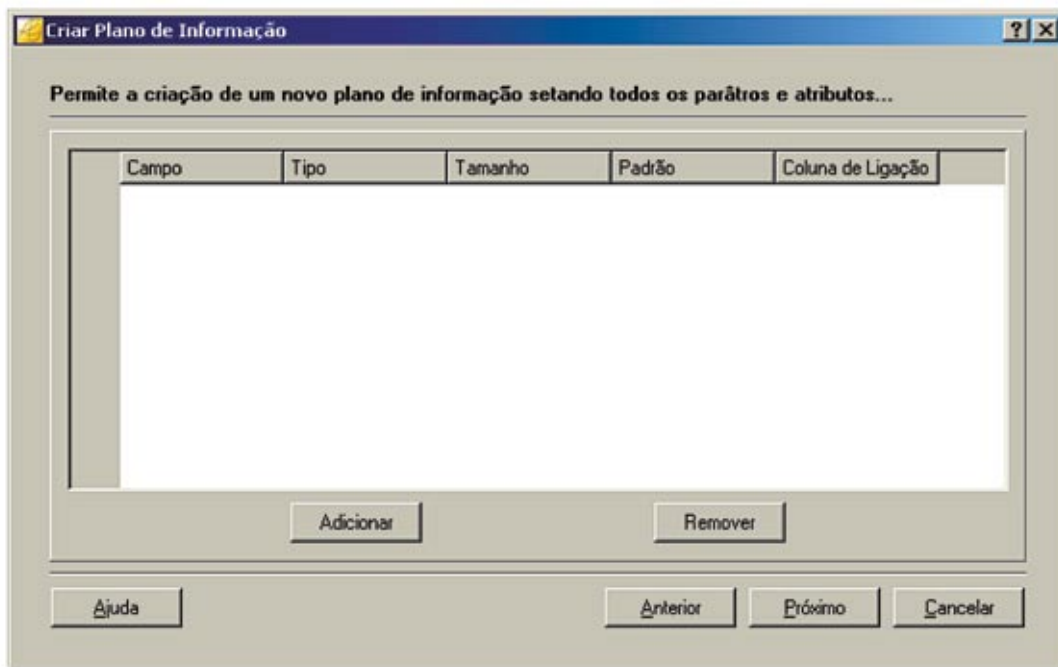 Criar Plano de Informação
Permite a criação de um novo plano de informação setando todos os parâtros e atributos...
Campo Tipo Tamanho Padrão Coluna de Ligação
Adicionar Remover
Ajuda Anterior Próximo Cancelar